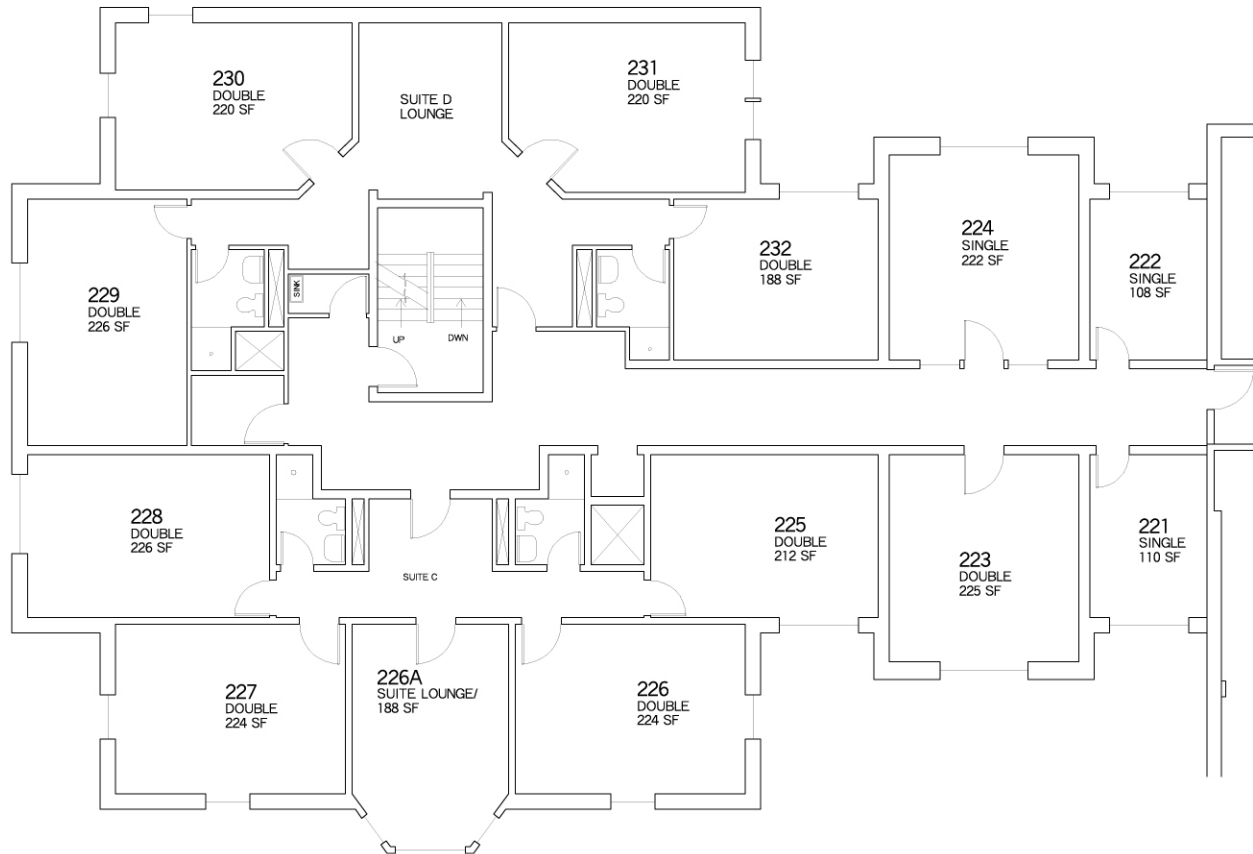 230
DOUBLE
220 SF
SUITE D
LOUNGE
231
DOUBLE
220 SF
229
DOUBLE
226 SF
SINK
UP
DWN
232
DOUBLE
188 SF
224
SINGLE
222 SF
222
SINGLE
108 SF
228
DOUBLE
226 SF
SUITE C
225
DOUBLE
212 SF
223
DOUBLE
225 SF
221
SINGLE
110 SF
227
DOUBLE
224 SF
226A
SUITE LOUNGE/
188 SF
226
DOUBLE
224 SF